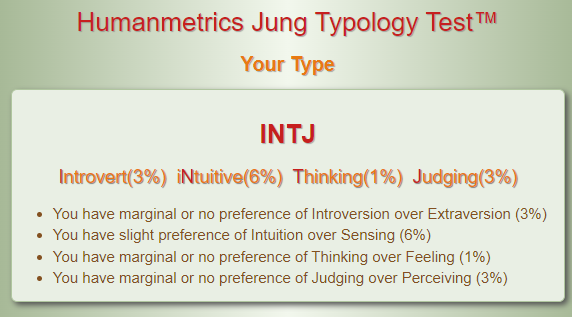 Humanmetrics Jung Typology Test™
Your Type
INTJ
Introvert(3%) iNtuitive(6%) Thinking(1%) Judging(3%)
• You have marginal or no preference of Introversion over Extraversion (3%)
• You have slight preference of Intuition over Sensing (6%)
• You have marginal or no preference of Thinking over Feeling (1%)
• You have marginal or no preference of Judging over Perceiving (3%)